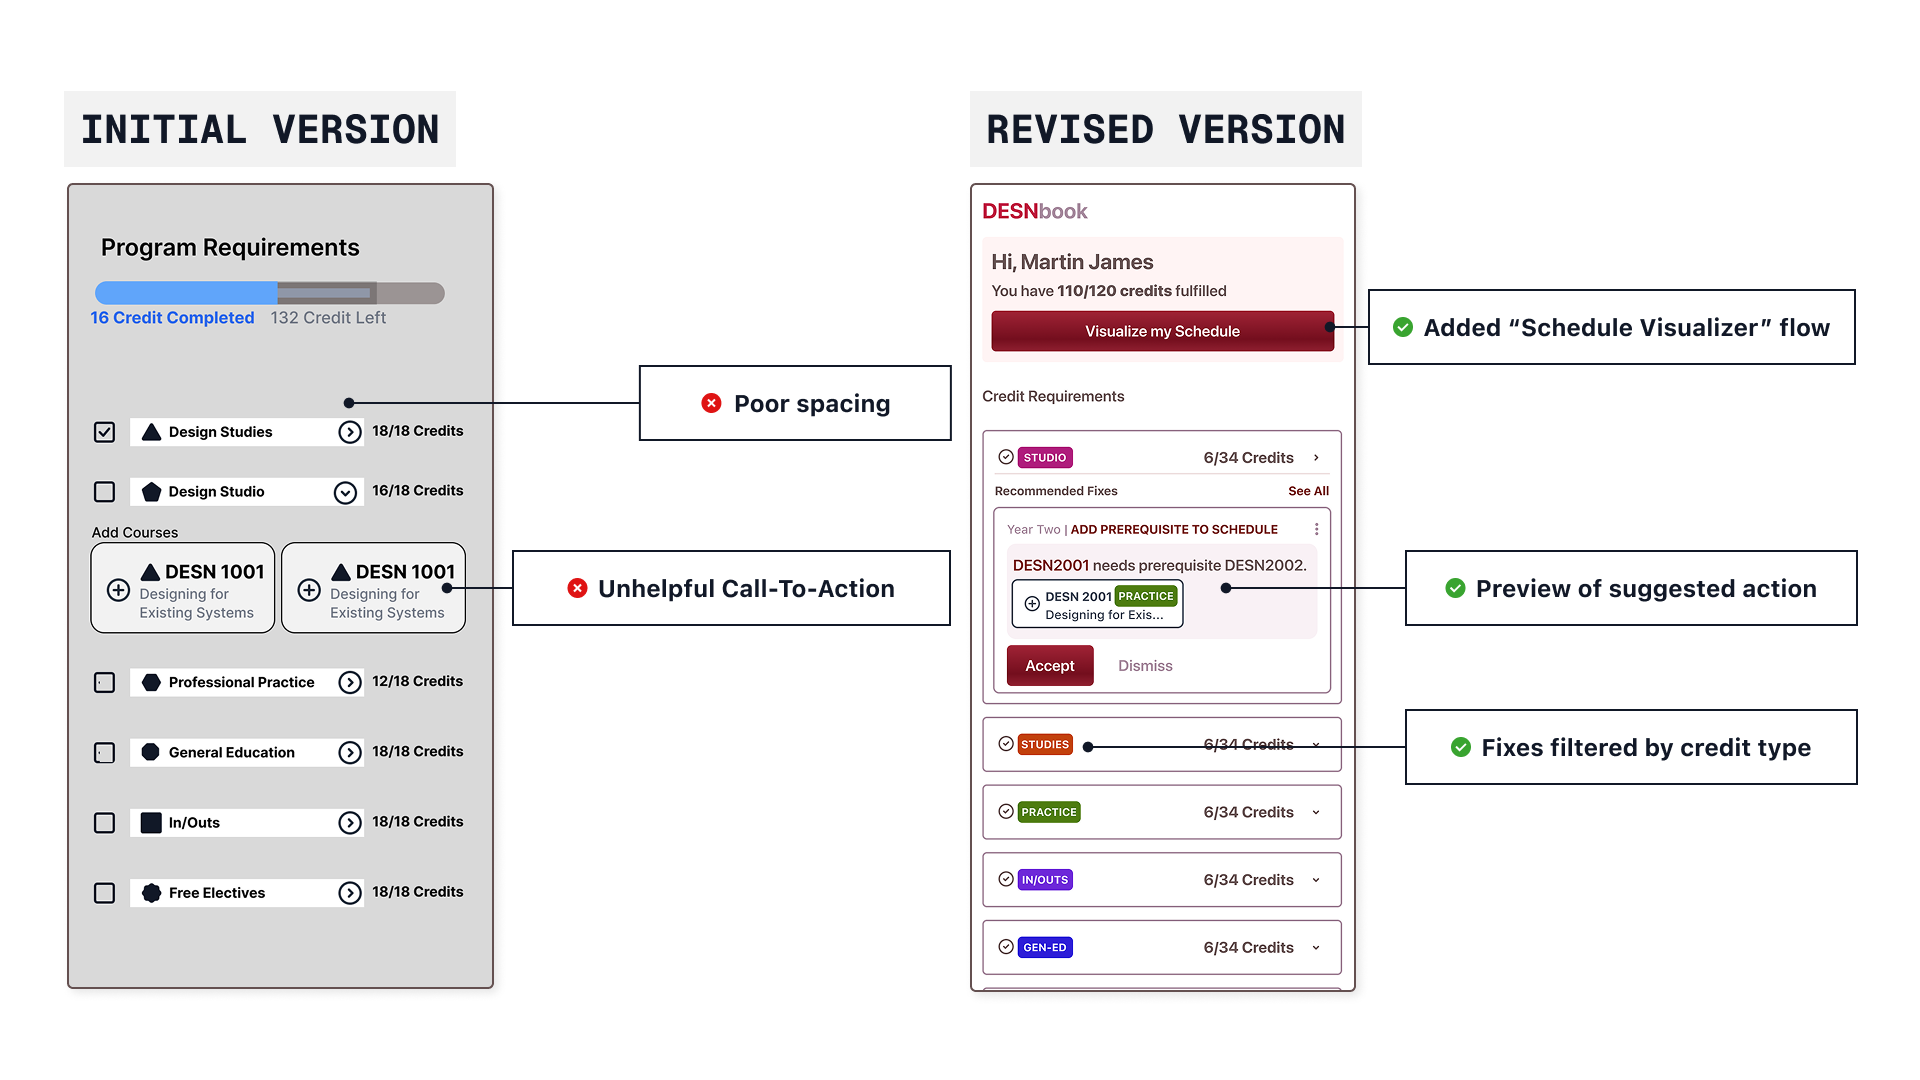 INITIAL VERSION
Program Requirements
16 Credit Completed 132 Credit Left
Design Studies 18/18 Credits
Design Studio 16/18 Credits
Add Courses
DESN 1001
Designing for
Existing Systems
DESN 1001
Designing for
Existing Systems
Professional Practice 12/18 Credits
General Education 18/18 Credits
In/Outs 18/18 Credits
Free Electives 18/18 Credits
Poor spacing
Unhelpful Call-To-Action
REVISED VERSION
DESNbook
Hi, Martin James
You have 110/120 credits fulfilled
Visualize my Schedule
Credit Requirements
STUDIO 6/34 Credits
Recommended Fixes See All
Year Two | ADD PREREQUISITE TO SCHEDULE
DESN2001 needs prerequisite DESN2002.
DESN 2001 PRACTICE
Designing for Exis...
Accept Dismiss
STUDIES 6/34 Credits
PRACTICE 6/34 Credits
IN/OUTS 6/34 Credits
GEN-ED 6/34 Credits
Added “Schedule Visualizer” flow
Preview of suggested action
Fixes filtered by credit type